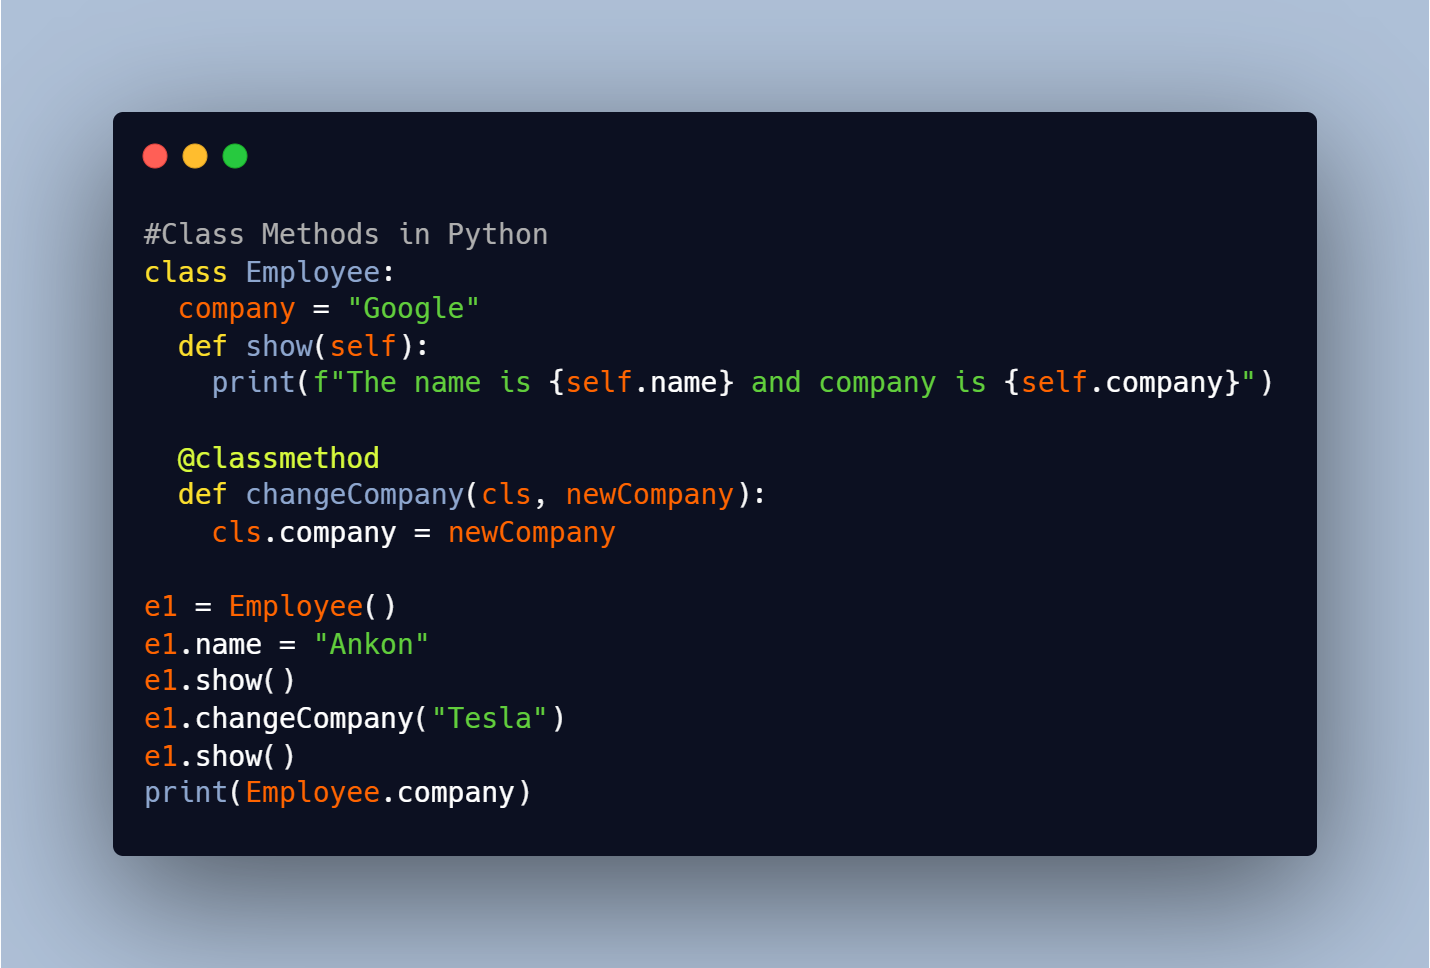 #Class Methods in Python
class Employee:
  company = "Google"
  def show(self):
    print(f"The name is {self.name} and company is {self.company}")

  @classmethod
  def changeCompany(cls, newCompany):
    cls.company = newCompany

e1 = Employee()
e1.name = "Ankon"
e1.show()
e1.changeCompany("Tesla")
e1.show()
print(Employee.company)